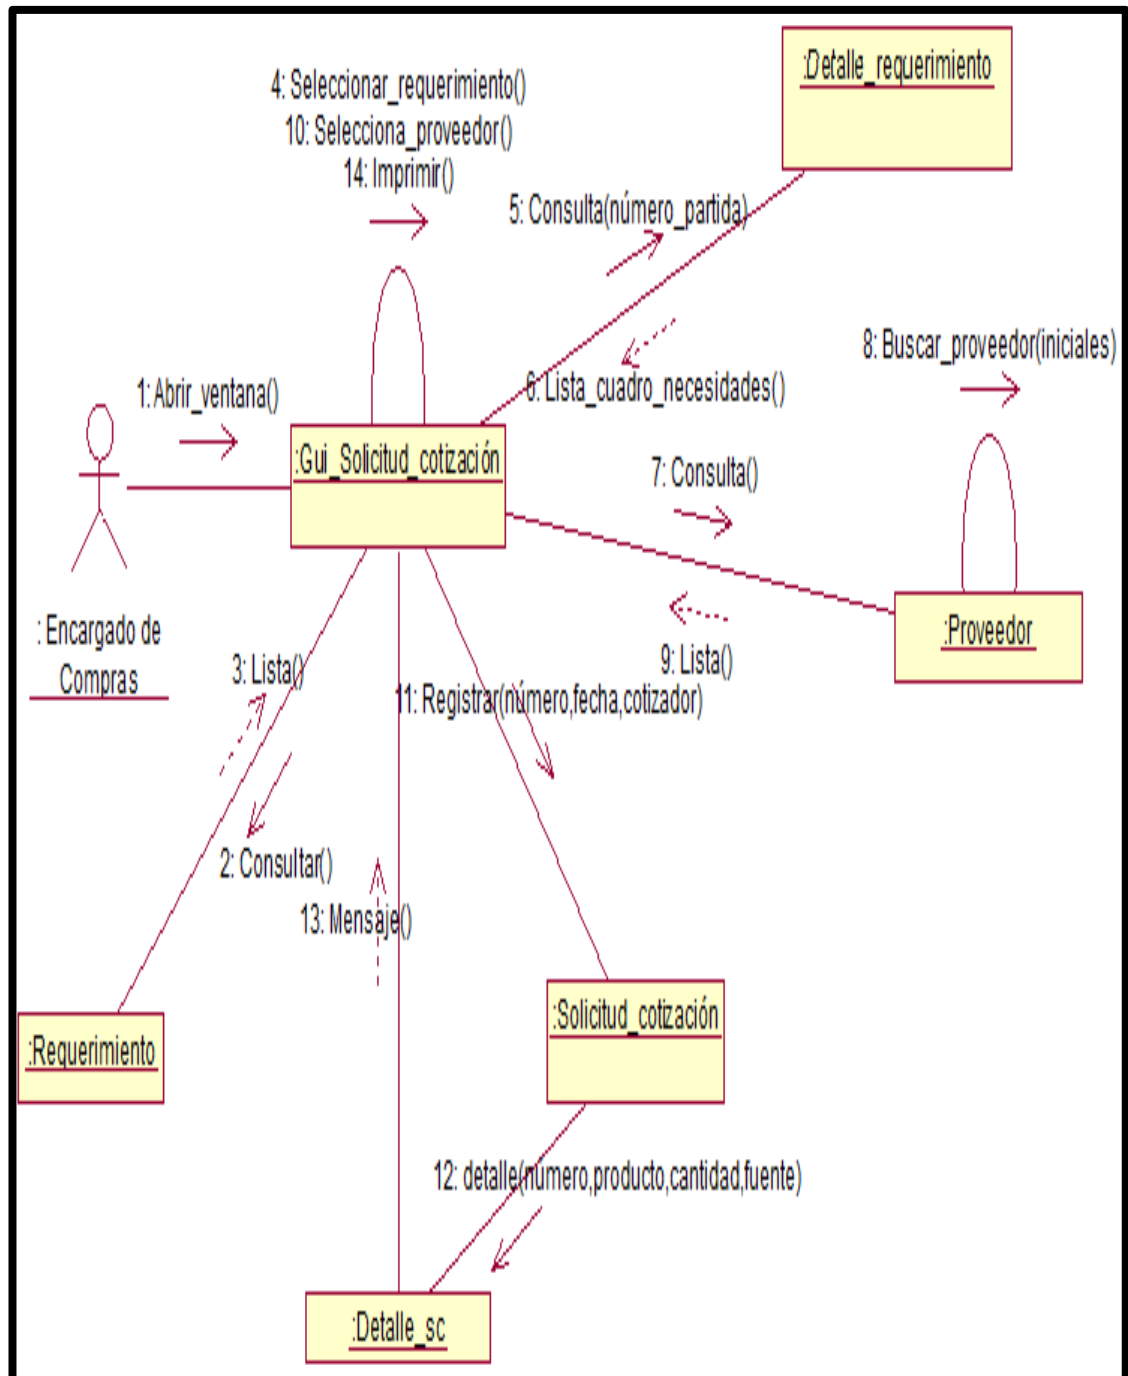 :Detalle_requerimiento
4: Seleccionar_requerimiento()
10: Selecciona_proveedor()
14: Imprimir()
5: Consulta(número_partida)
8: Buscar_proveedor(iniciales)
6: Lista_cuadro_necesidades()
1: Abrir_ventana()
:Gui_Solicitud_cotización
7: Consulta()
: Encargado de
Compras
:Proveedor
9: Lista()
3: Lista()
11: Registrar(número,fecha,cotizador)
2: Consultar()
13: Mensaje()
:Solicitud_cotización
:Requerimiento
12: detalle(número,producto,cantidad,fuente)
:Detalle_sc